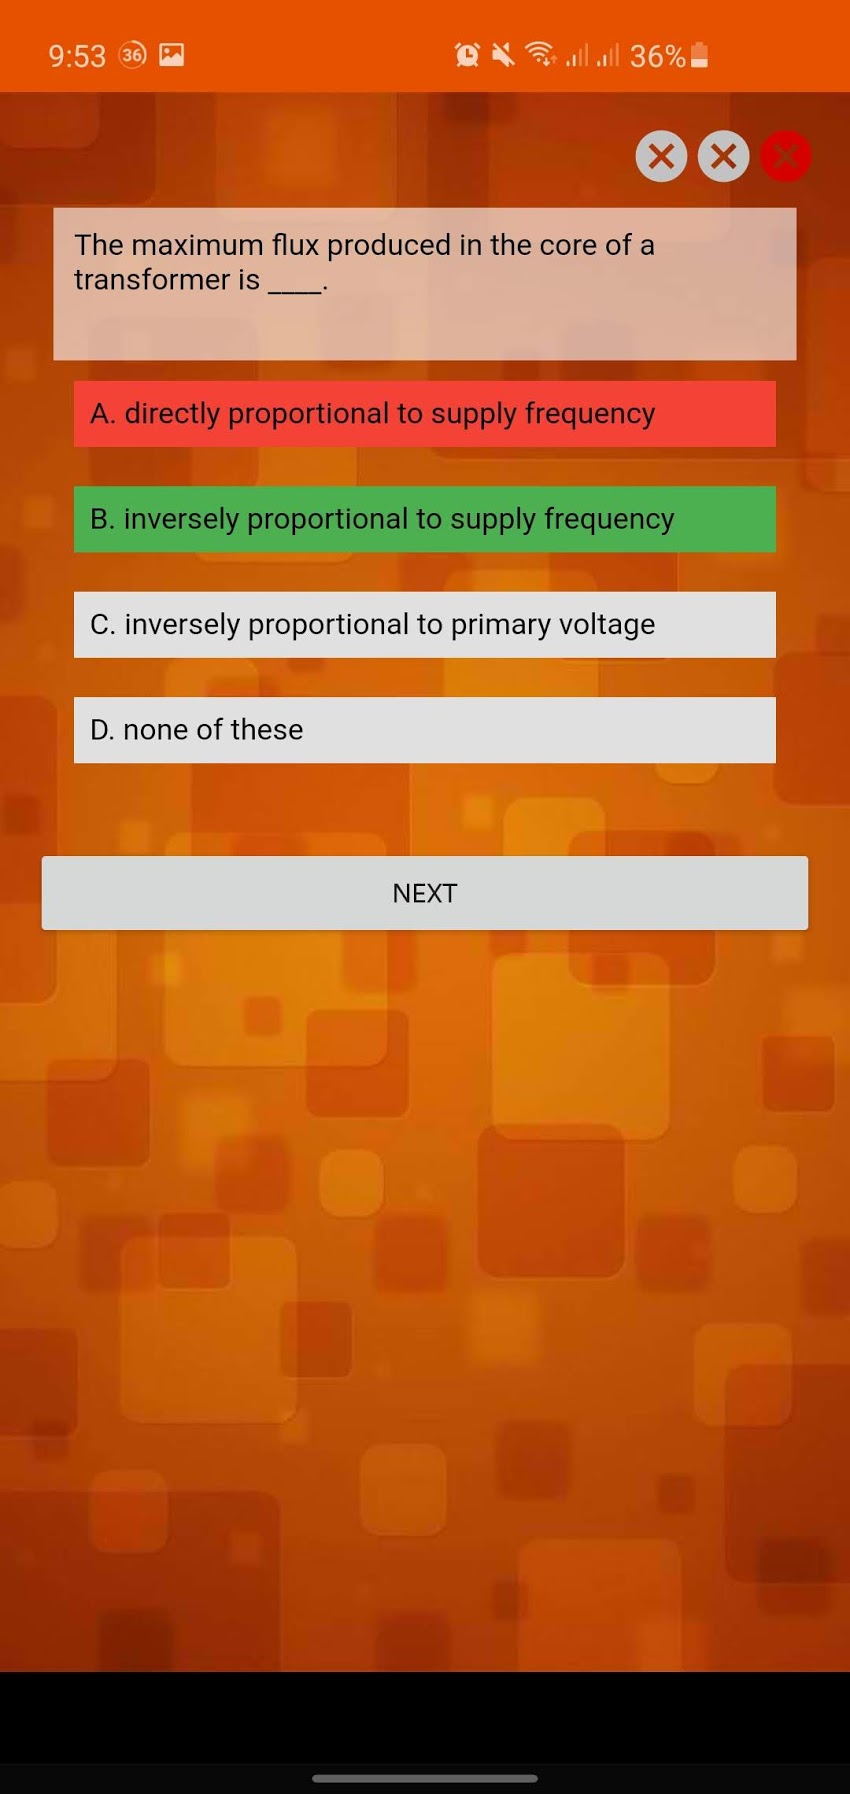 9:53 36 36%
The maximum flux produced in the core of a
transformer is ____.
A. directly proportional to supply frequency
B. inversely proportional to supply frequency
C. inversely proportional to primary voltage
D. none of these
NEXT